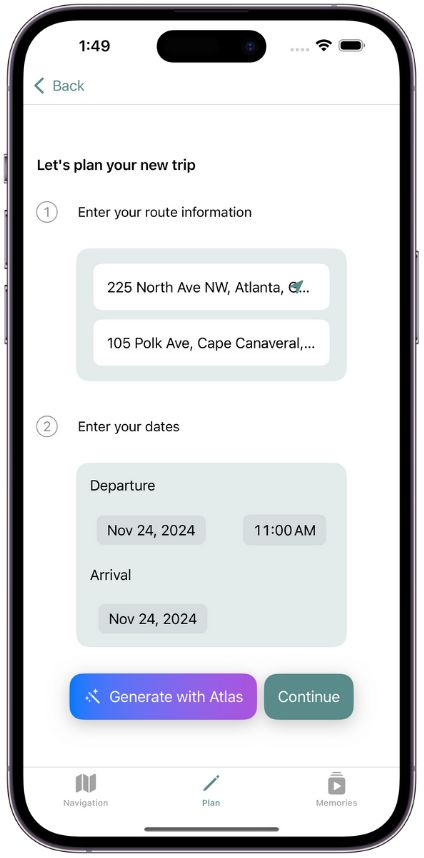 1:49
Back
Let's plan your new trip
1 Enter your route information
225 North Ave NW, Atlanta, G...
105 Polk Ave, Cape Canaveral,...
2 Enter your dates
Departure
Nov 24, 2024 11:00 AM
Arrival
Nov 24, 2024
Generate with Atlas Continue
Navigation Plan Memories